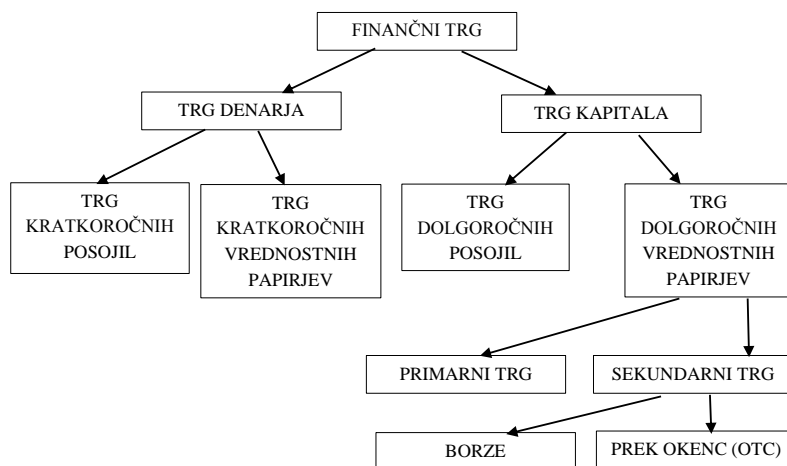 FINANČNI TRG
TRG DENARJA
TRG KAPITALA
TRG
KRATKOROČNIH
POSOJIL
TRG
KRATKOROČNIH
VREDNOSTNIH
PAPIRJEV
TRG
DOLGOROČNIH
POSOJIL
TRG
DOLGOROČNIH
VREDNOSTNIH
PAPIRJEV
PRIMARNI TRG
SEKUNDARNI TRG
BORZE
PREK OKENC (OTC)